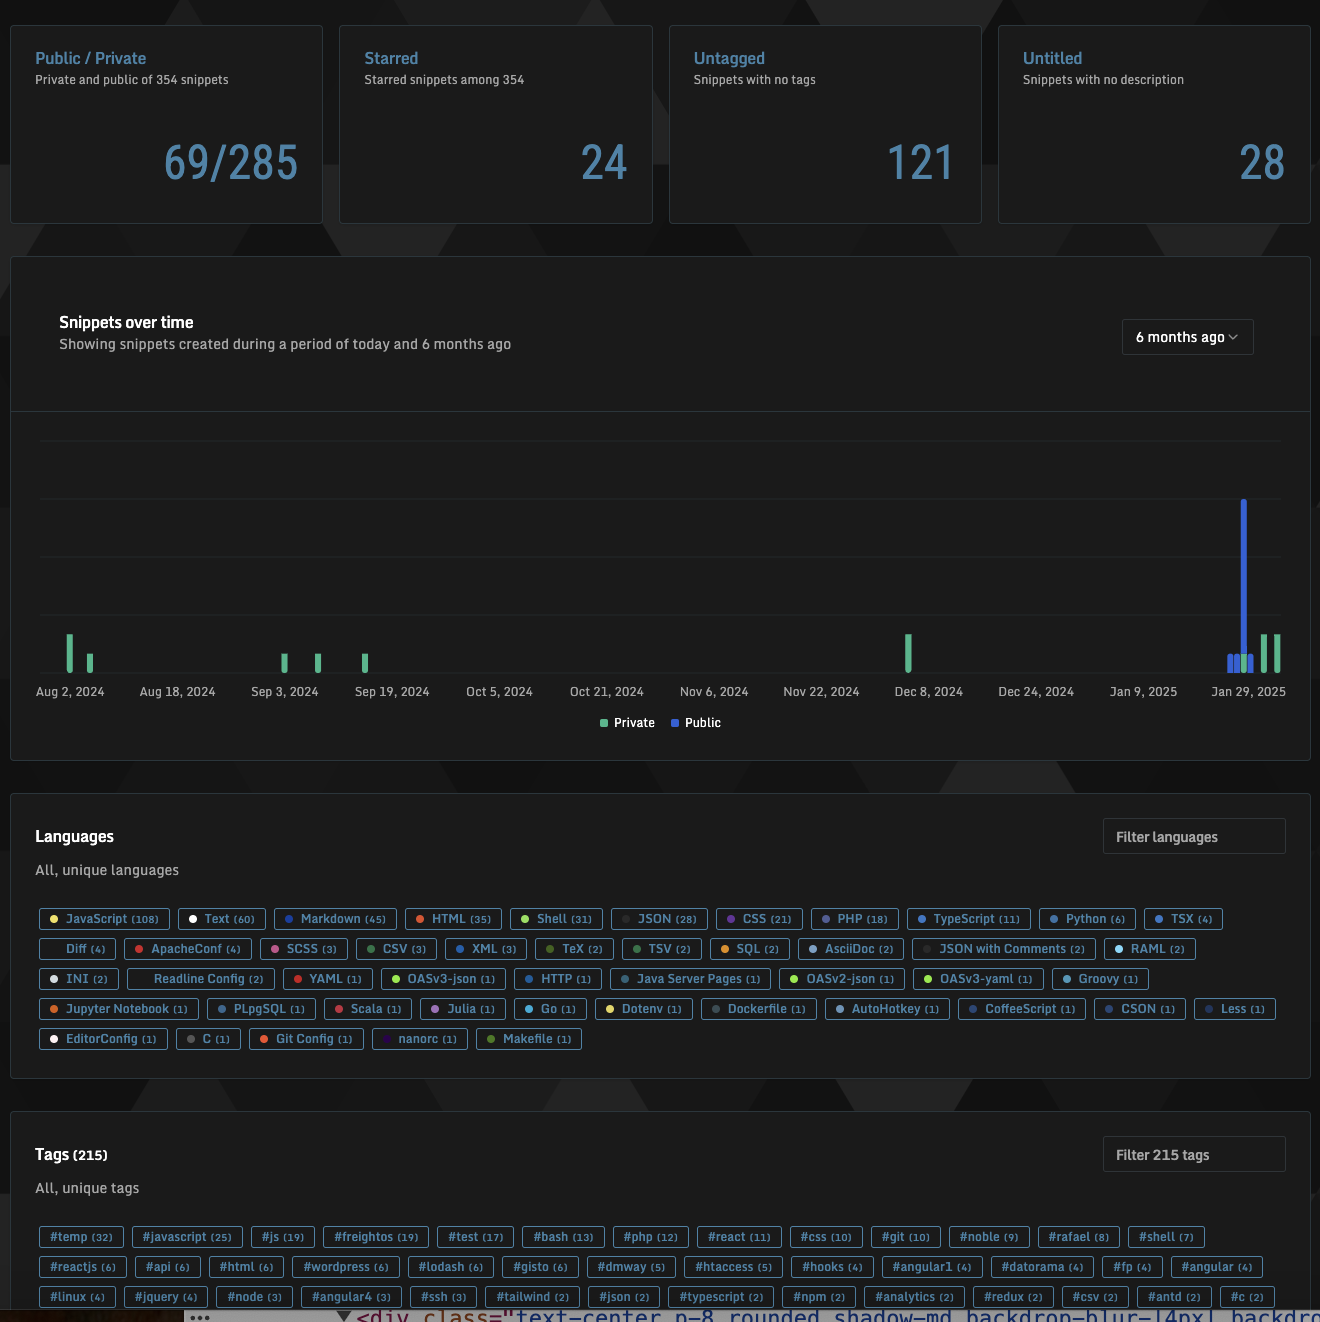 Public / Private
Private and public of 354 snippets
69/285
Starred
Starred snippets among 354
24
Untagged
Snippets with no tags
121
Untitled
Snippets with no description
28
Snippets over time
Showing snippets created during a period of today and 6 months ago
6 months ago
Aug 2, 2024 Aug 18, 2024 Sep 3, 2024 Sep 19, 2024 Oct 5, 2024 Oct 21, 2024 Nov 6, 2024 Nov 22, 2024 Dec 8, 2024 Dec 24, 2024 Jan 9, 2025 Jan 29, 2025
Private Public
Languages
Filter languages
All, unique languages
JavaScript (108) Text (60) Markdown (45) HTML (35) Shell (31) JSON (28) CSS (21) PHP (18) TypeScript (11) Python (6) TSX (4)
Diff (4) ApacheConf (4) SCSS (3) CSV (3) XML (3) TeX (2) TSV (2) SQL (2) AsciiDoc (2) JSON with Comments (2) RAML (2)
INI (2) Readline Config (2) YAML (1) OASv3-json (1) HTTP (1) Java Server Pages (1) OASv2-json (1) OASv3-yaml (1) Groovy (1)
Jupyter Notebook (1) PLpgSQL (1) Scala (1) Julia (1) Go (1) Dotenv (1) Dockerfile (1) AutoHotkey (1) CoffeeScript (1) CSON (1) Less (1)
EditorConfig (1) C (1) Git Config (1) nanorc (1) Makefile (1)
Tags (215)
Filter 215 tags
All, unique tags
#temp (32) #javascript (25) #js (19) #freightos (19) #test (17) #bash (13) #php (12) #react (11) #css (10) #git (10) #noble (9) #rafael (8) #shell (7)
#reactjs (6) #api (6) #html (6) #wordpress (6) #lodash (6) #gisto (6) #dmway (5) #htaccess (5) #hooks (4) #angular1 (4) #datorama (4) #fp (4) #angular (4)
#linux (4) #jquery (4) #node (3) #angular4 (3) #ssh (3) #tailwind (2) #json (2) #typescript (2) #npm (2) #analytics (2) #redux (2) #csv (2) #antd (2) #c (2)
<div class="text-center p-8 rounded shadow-md backdrop-blur-[4px] backdro